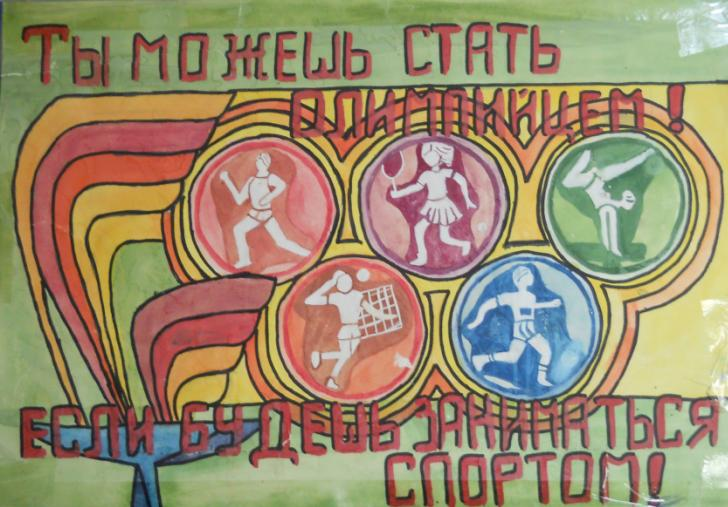 Ты можешь стать
олимпийцем!
если будешь заниматься
спортом!